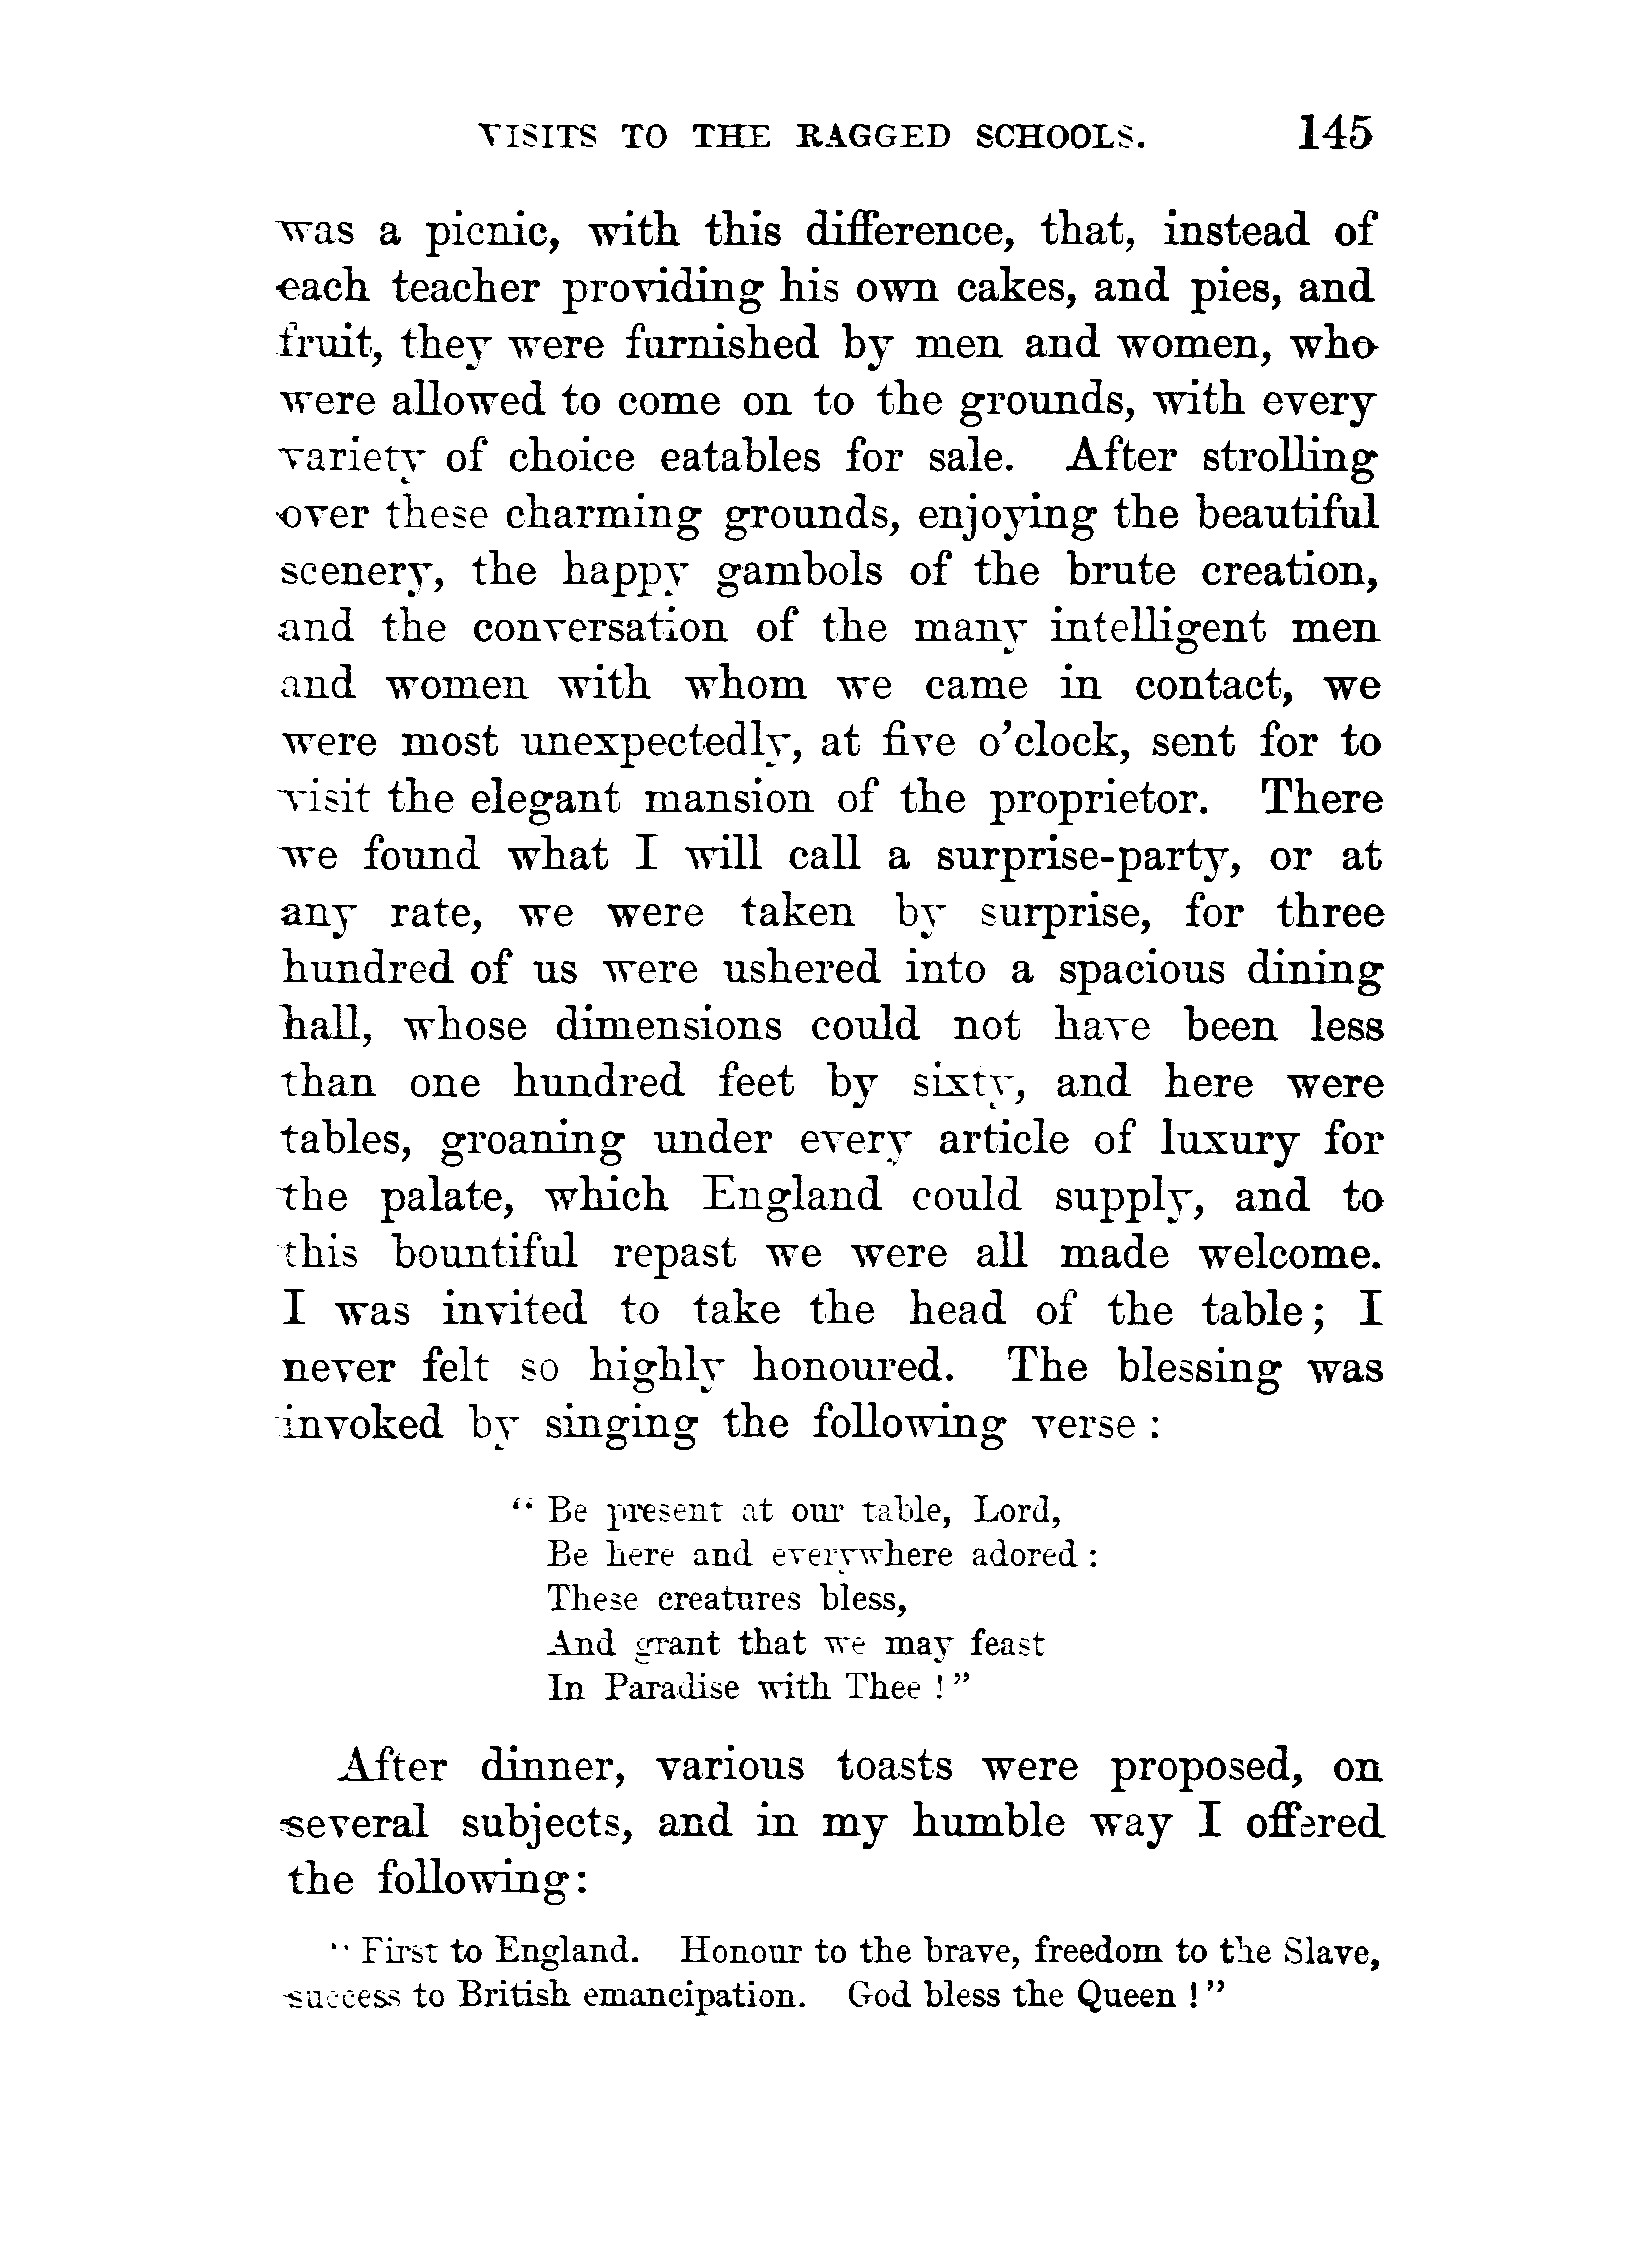 VISITS TO THE RAGGED SCHOOLS. 145
was a picnic, with this difference, that, instead of
each teacher providing his own cakes, and pies, and
fruit, they were furnished by men and women, who
were allowed to come on to the grounds, with every
variety of choice eatables for sale. After strolling
over these charming grounds, enjoying the beautiful
scenery, the happy gambols of the brute creation,
and the conversation of the many intelligent men
and women with whom we came in contact, we
were most unexpectedly, at five o'clock, sent for to
visit the elegant mansion of the proprietor. There
we found what I will call a surprise-party, or at
any rate, we were taken by surprise, for three
hundred of us were ushered into a spacious dining
hall, whose dimensions could not have been less
than one hundred feet by sixty, and here were
tables, groaning under every article of luxury for
the palate, which England could supply, and to
this bountiful repast we were all made welcome.
I was invited to take the head of the table; I
never felt so highly honoured. The blessing was
invoked by singing the following verse:
"Be present at our table, Lord,
Be here and everywhere adored:
These creatures bless,
And grant that we may feast
In Paradise with Thee!"
After dinner, various toasts were proposed, on
several subjects, and in my humble way I offered
the following:
"First to England. Honour to the brave, freedom to the Slave,
success to British emancipation. God bless the Queen!"